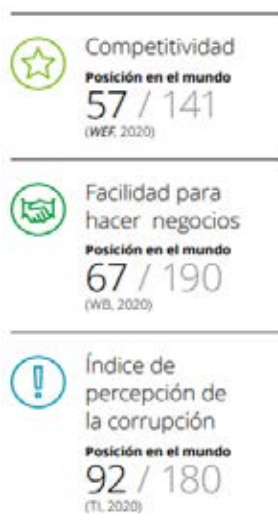 Competitividad
Posición en el mundo
57 / 141
(WEF, 2020)
Facilidad para
hacer negocios
Posición en el mundo
67 / 190
(WB, 2020)
Índice de
percepción de
la corrupción
Posición en el mundo
92 / 180
(TI, 2020)